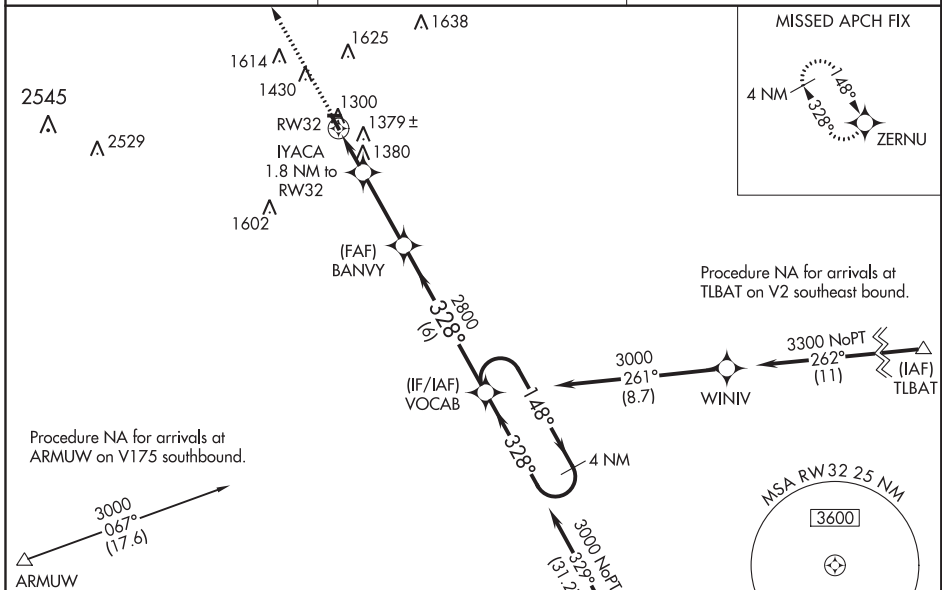 1638
1625
1614
1430
MISSED APCH FIX
148°
4 NM
328°
ZERNU
2545
2529
1300
RW32
1379 ±
IYACA
1.8 NM to
RW32
1380
1602
(FAF)
BANVY
2800
328°
(6)
Procedure NA for arrivals at
TLBAT on V2 southeast bound.
3300 NoPT
262°
(11)
(IAF)
TLBAT
3000
261°
(8.7)
WINIV
(IF/IAF)
VOCAB
148°
328°
4 NM
Procedure NA for arrivals at
ARMUW on V175 southbound.
3000
067°
(17.6)
ARMUW
3000 NoPT
329°
(31.2
MSA RW32 25 NM
3600